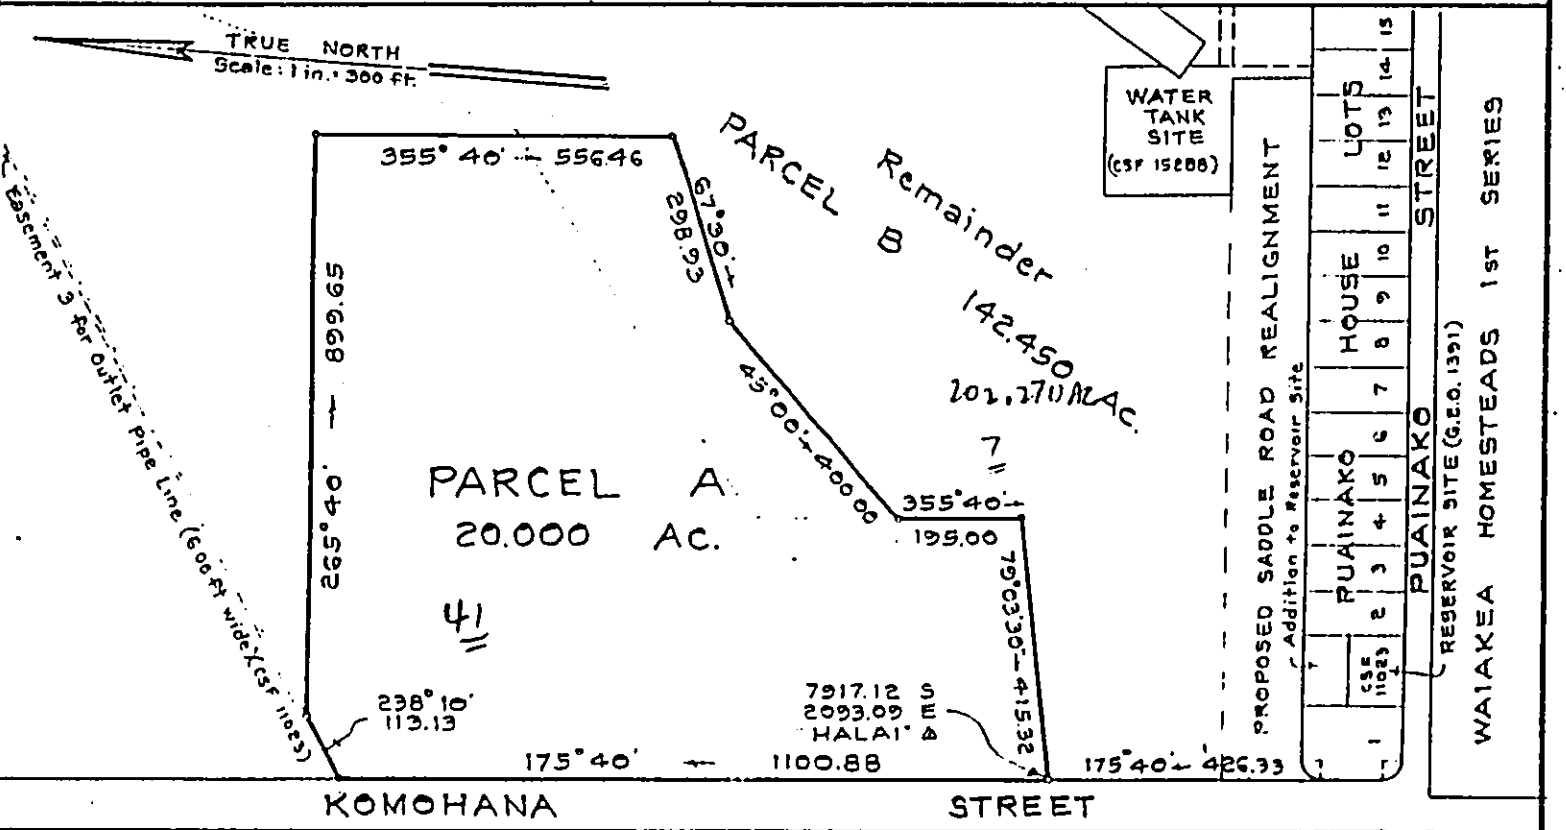 TRUE NORTH
Scale: 1 in. = 300 ft.
355° 40' 556.46
67° 30'
298.93
PARCEL B
Remainder
142.450
202.270 Ac.
7
WATER
TANK
SITE
(CSF 15288)
Easement 3 for Outlet Pipe Line (6.00 ft wide)(CSF 11023)
265° 40' 899.65
45° 00' 400.00
PARCEL A
20.000 AC.
41
355° 40'
195.00
79° 03' 30" 415.32
238° 10'
113.13
7917.12 S
2093.09 E
HALAI
175° 40' 1100.88
175° 40' 426.33
KOMOHANA STREET
PROPOSED SADDLE ROAD REALIGNMENT
Addition to Reservoir Site
PUAINAKO HOUSE LOTS
1 2 3 4 5 6 7 8 9 10 11 12 13 14 15
CSF
11023
PUAINAKO STREET
RESERVOIR SITE (G.E.O. 1391)
WAIAKEA HOMESTEADS 1ST SERIES